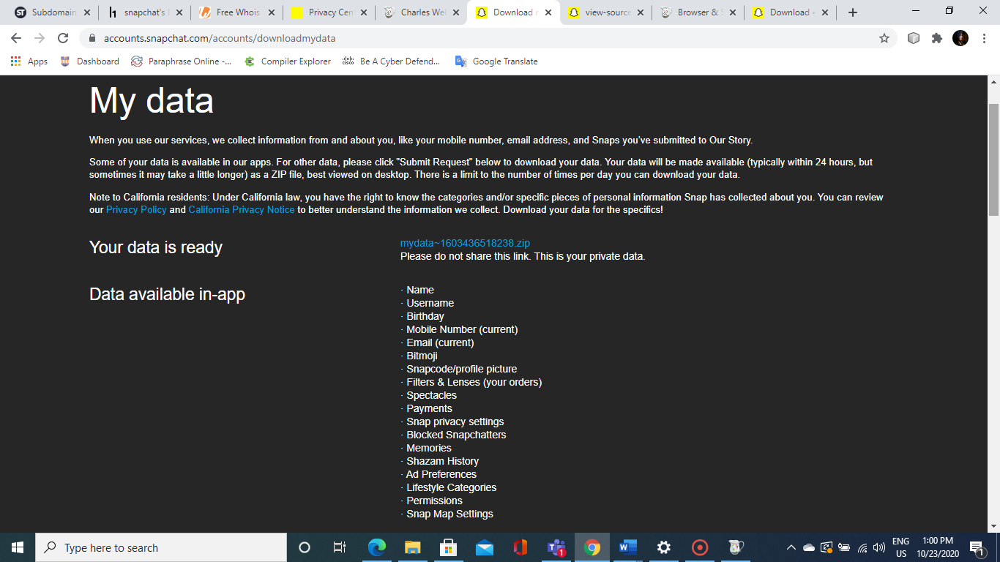 Subdomain
snapchat's
Free Whois
Privacy Cen
Charles We
Download
view-source
Browser &
Download
accounts.snapchat.com/accounts/downloadmydata
Apps
Dashboard
Paraphrase Online -...
Compiler Explorer
Be A Cyber Defend...
Google Translate
My data
When you use our services, we collect information from and about you, like your mobile number, email address, and Snaps you've submitted to Our Story.
Some of your data is available in our apps. For other data, please click "Submit Request" below to download your data. Your data will be made available (typically within 24 hours, but
sometimes it may take a little longer) as a ZIP file, best viewed on desktop. There is a limit to the number of times per day you can download your data.
Note to California residents: Under California law, you have the right to know the categories and/or specific pieces of personal information Snap has collected about you. You can review
our Privacy Policy and California Privacy Notice to better understand the information we collect. Download your data for the specifics!
Your data is ready
mydata~1603436518238.zip
Please do not share this link. This is your private data.
Data available in-app
· Name
· Username
· Birthday
· Mobile Number (current)
· Email (current)
· Bitmoji
· Snapcode/profile picture
· Filters & Lenses (your orders)
· Spectacles
· Payments
· Snap privacy settings
· Blocked Snapchatters
· Memories
· Shazam History
· Ad Preferences
· Lifestyle Categories
· Permissions
· Snap Map Settings
Type here to search
ENG
US
1:00 PM
10/23/2020